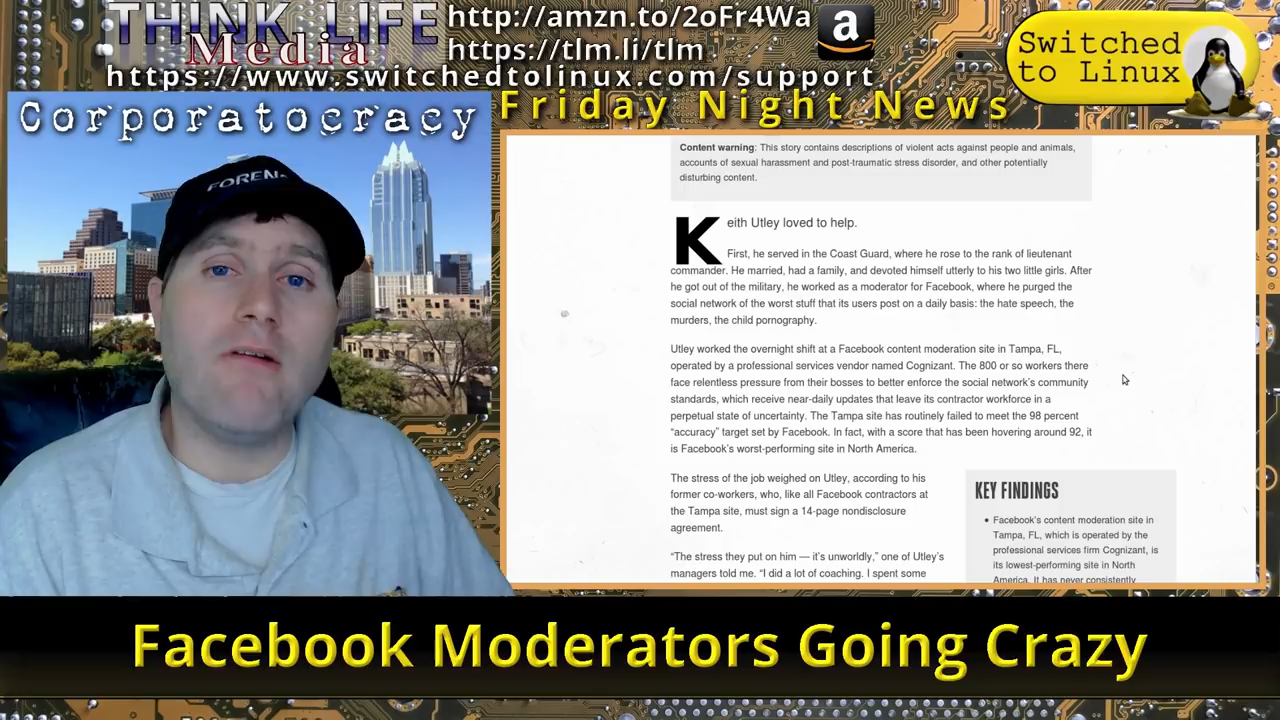 THINK LIFE
Media
http://amzn.to/2oFr4Wa
a
https://tlm.li/tlm
https://www.switchedtolinux.com/support
Switched
to Linux
Corporatocracy
Friday Night News
FOREN
Content warning: This story contains descriptions of violent acts against people and animals,
accounts of sexual harassment and post-traumatic stress disorder, and other potentially
disturbing content.
Keith Utley loved to help.
First, he served in the Coast Guard, where he rose to the rank of lieutenant
commander. He married, had a family, and devoted himself utterly to his two little girls. After
he got out of the military, he worked as a moderator for Facebook, where he purged the
social network of the worst stuff that its users post on a daily basis: the hate speech, the
murders, the child pornography.
Utley worked the overnight shift at a Facebook content moderation site in Tampa, FL,
operated by a professional services vendor named Cognizant. The 800 or so workers there
face relentless pressure from their bosses to better enforce the social network’s community
standards, which receive near-daily updates that leave its contractor workforce in a
perpetual state of uncertainty. The Tampa site has routinely failed to meet the 98 percent
“accuracy” target set by Facebook. In fact, with a score that has been hovering around 92, it
is Facebook’s worst-performing site in North America.
The stress of the job weighed on Utley, according to his
former co-workers, who, like all Facebook contractors at
the Tampa site, must sign a 14-page nondisclosure
agreement.
“The stress they put on him — it’s unworldly,” one of Utley’s
managers told me. “I did a lot of coaching. I spent some
KEY FINDINGS
• Facebook’s content moderation site in
Tampa, FL, which is operated by the
professional services firm Cognizant, is
its lowest-performing site in North
America. It has never consistently
Facebook Moderators Going Crazy